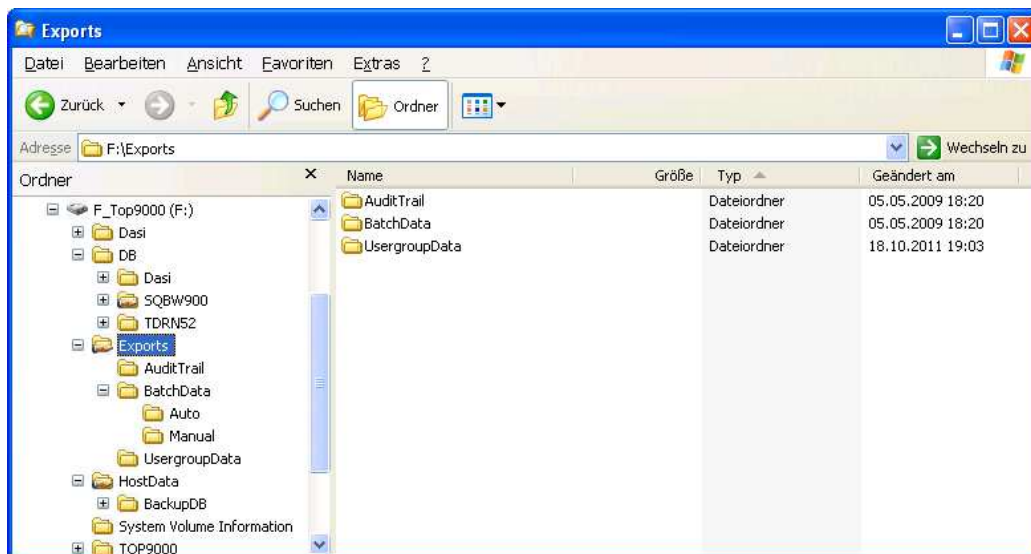 Exports
Datei Bearbeiten Ansicht Favoriten Extras ?
Zurück Suchen Ordner
Adresse F:\Exports Wechseln zu
Ordner x Name Größe Typ Geändert am
F_Top9000 (F:)
Dasi
DB
Dasi
SQBW900
TDRN52
Exports
AuditTrail
BatchData
Auto
Manual
UsergroupData
HostData
BackupDB
System Volume Information
TOP9000
AuditTrail Dateiordner 05.05.2009 18:20
BatchData Dateiordner 05.05.2009 18:20
UsergroupData Dateiordner 18.10.2011 19:03